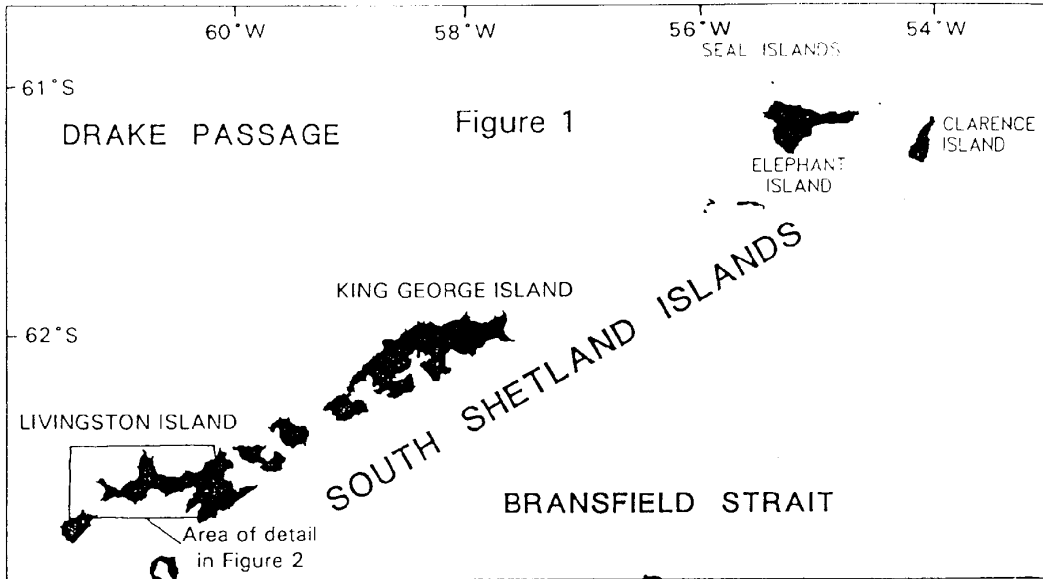 60°W
58°W
56°W
54°W
SEAL ISLANDS
61°S
DRAKE PASSAGE
Figure 1
CLARENCE
ISLAND
ELEPHANT
ISLAND
SOUTH SHETLAND ISLANDS
KING GEORGE ISLAND
62°S
LIVINGSTON ISLAND
BRANSFIELD STRAIT
Area of detail
in Figure 2